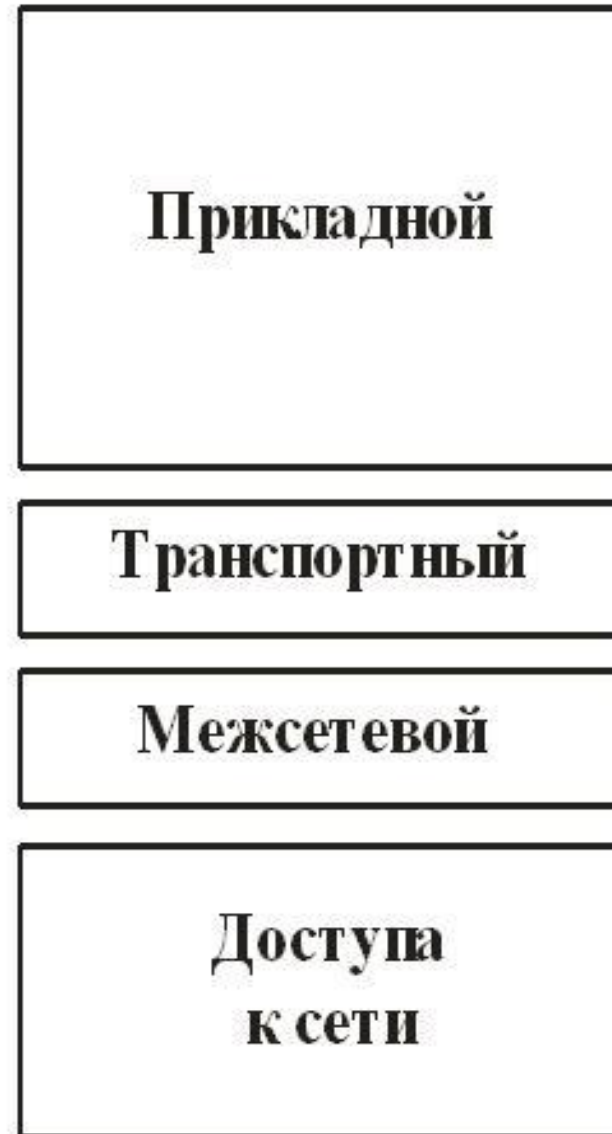 Прикладной
Транспортный
Межсетевой
Доступа
к сети